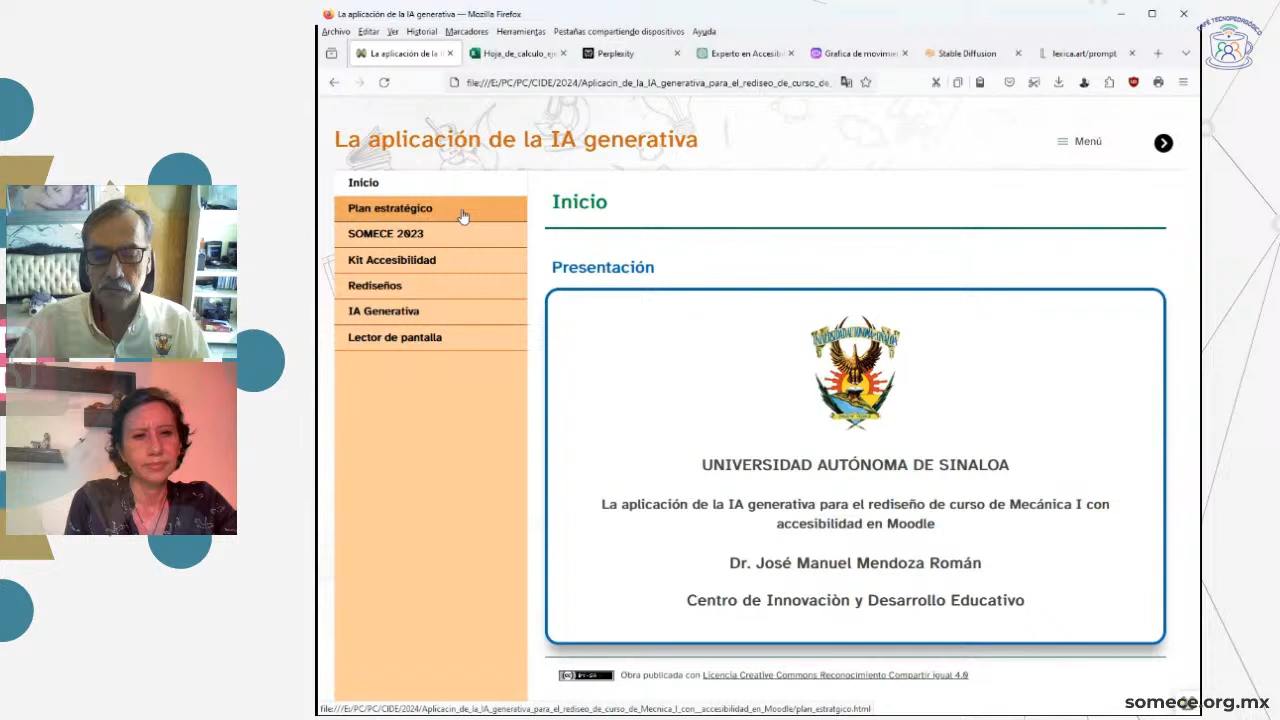 La aplicación de la IA generativa — Mozilla Firefox
Archivo Editar Ver Historial Marcadores Herramientas Pestañas compartiendo dispositivos Ayuda
La aplicación de la I
Hoja_de_calculo_eje
Perplexity
Experto en Accesibi
Grafica de movimien
Stable Diffusion
lexica.art/prompt
file:///E:/PC/PC/CIDE/2024/Aplicacin_de_la_IA_generativa_para_el_rediseo_de_curso_de_
La aplicación de la IA generativa
Menú
Inicio
Plan estratégico
SOMECE 2023
Kit Accesibilidad
Rediseños
IA Generativa
Lector de pantalla
Inicio
Presentación
UNIVERSIDAD AUTÓNOMA DE SINALOA
La aplicación de la IA generativa para el rediseño de curso de Mecánica I con
accesibilidad en Moodle
Dr. José Manuel Mendoza Román
Centro de Innovaciòn y Desarrollo Educativo
Obra publicada con Licencia Creative Commons Reconocimiento Compartir igual 4.0
file:///E:/PC/PC/CIDE/2024/Aplicacin_de_la_IA_generativa_para_el_rediseo_de_curso_de_Mecnica_I_con__accesibilidad_en_Moodle/plan_estratgico.html
somece.org.mx